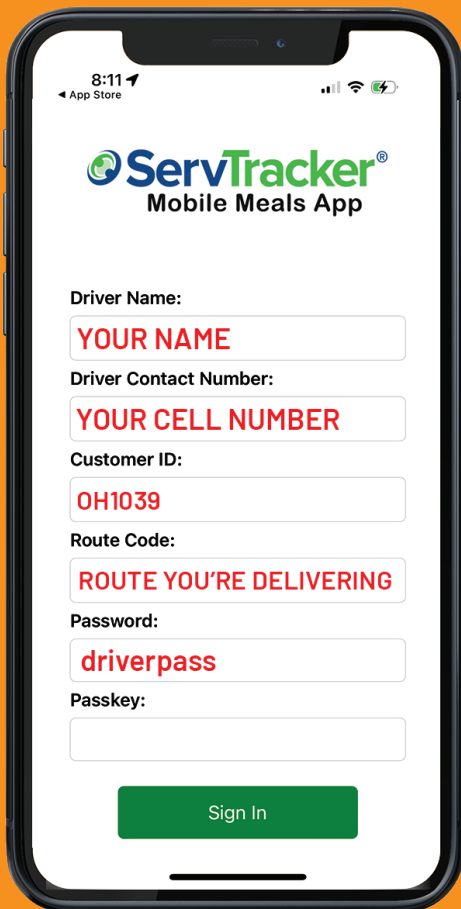 8:11
◀ App Store
ServTracker®
Mobile Meals App
Driver Name:
YOUR NAME
Driver Contact Number:
YOUR CELL NUMBER
Customer ID:
OH1039
Route Code:
ROUTE YOU'RE DELIVERING
Password:
driverpass
Passkey:
Sign In